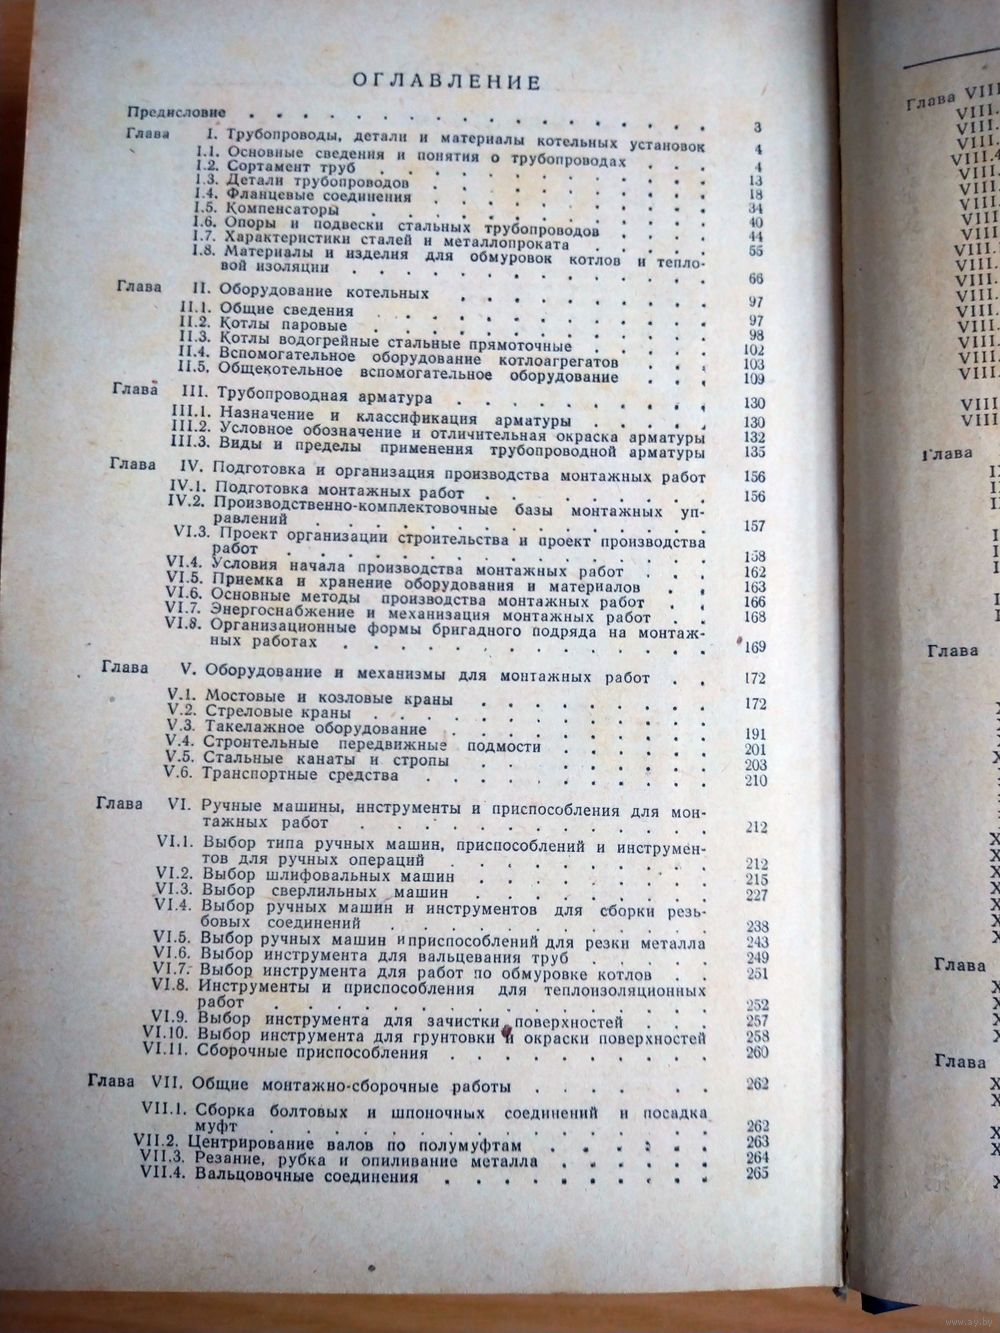 ОГЛАВЛЕНИЕ
Предисловие . . . . . . . . . . . . . . . . 3
Глава I. Трубопроводы, детали и материалы котельных установок 4
I.1. Основные сведения и понятия о трубопроводах . . . 4
I.2. Сортамент труб . . . . . . . . . . . 13
I.3. Детали трубопроводов . . . . . . . . . 18
I.4. Фланцевые соединения . . . . . . . . . 34
I.5. Компенсаторы . . . . . . . . . . . 40
I.6. Опоры и подвески стальных трубопроводов . . . . 44
I.7. Характеристики сталей и металлопроката . . . . 55
I.8. Материалы и изделия для обмуровок котлов и тепло-
вой изоляции . . . . . . . . . . . . 66
Глава II. Оборудование котельных . . . . . . . . 97
II.1. Общие сведения . . . . . . . . . . 97
II.2. Котлы паровые . . . . . . . . . . 98
II.3. Котлы водогрейные стальные прямоточные . . . . 102
II.4. Вспомогательное оборудование котлоагрегатов . . . 103
II.5. Общекотельное вспомогательное оборудование . . . 109
Глава III. Трубопроводная арматура . . . . . . . . 130
III.1. Назначение и классификация арматуры . . . . . 130
III.2. Условное обозначение и отличительная окраска арматуры 132
III.3. Виды и пределы применения трубопроводной арматуры 135
Глава IV. Подготовка и организация производства монтажных работ 156
IV.1. Подготовка монтажных работ . . . . . . . 156
IV.2. Производственно-комплектовочные базы монтажных уп-
равлений . . . . . . . . . . . . . 157
VI.3. Проект организации строительства и проект производства
работ . . . . . . . . . . . . . . 158
VI.4. Условия начала производства монтажных работ . . . 162
VI.5. Приемка и хранение оборудования и материалов . . 163
VI.6. Основные методы производства монтажных работ . . 166
VI.7. Энергоснабжение и механизация монтажных работ . . 168
VI.8. Организационные формы бригадного подряда на монтаж-
ных работах . . . . . . . . . . . . 169
Глава V. Оборудование и механизмы для монтажных работ . . 172
V.1. Мостовые и козловые краны . . . . . . . 172
V.2. Стреловые краны . . . . . . . . . . 
V.3. Такелажное оборудование . . . . . . . . 191
V.4. Строительные передвижные подмости . . . . . 201
V.5. Стальные канаты и стропы . . . . . . . 203
V.6. Транспортные средства . . . . . . . . 210
Глава VI. Ручные машины, инструменты и приспособления для мон-
тажных работ . . . . . . . . . . . 212
VI.1. Выбор типа ручных машин, приспособлений и инструмен-
тов для ручных операций . . . . . . . . 212
VI.2. Выбор шлифовальных машин . . . . . . . 215
VI.3. Выбор сверлильных машин . . . . . . . 227
VI.4. Выбор ручных машин и инструментов для сборки резь-
бовых соединений . . . . . . . . . . 238
VI.5. Выбор ручных машин и приспособлений для резки металла 243
VI.6. Выбор инструмента для вальцевания труб . . . . 249
VI.7. Выбор инструмента для работ по обмуровке котлов . . 251
VI.8. Инструменты и приспособления для теплоизоляционных
работ . . . . . . . . . . . . . . 252
VI.9. Выбор инструмента для зачистки поверхностей . . . 257
VI.10. Выбор инструмента для грунтовки и окраски поверхностей 258
VI.11. Сборочные приспособления . . . . . . . . 260
Глава VII. Общие монтажно-сборочные работы . . . . . . 262
VII.1. Сборка болтовых и шпоночных соединений и посадка
муфт . . . . . . . . . . . . . . 262
VII.2. Центрирование валов по полумуфтам . . . . . 263
VII.3. Резание, рубка и опиливание металла . . . . . 264
VII.4. Вальцовочные соединения . . . . . . . . 265
Глава VIII
Глава
Глава
Глава
Глава
www.ay.by